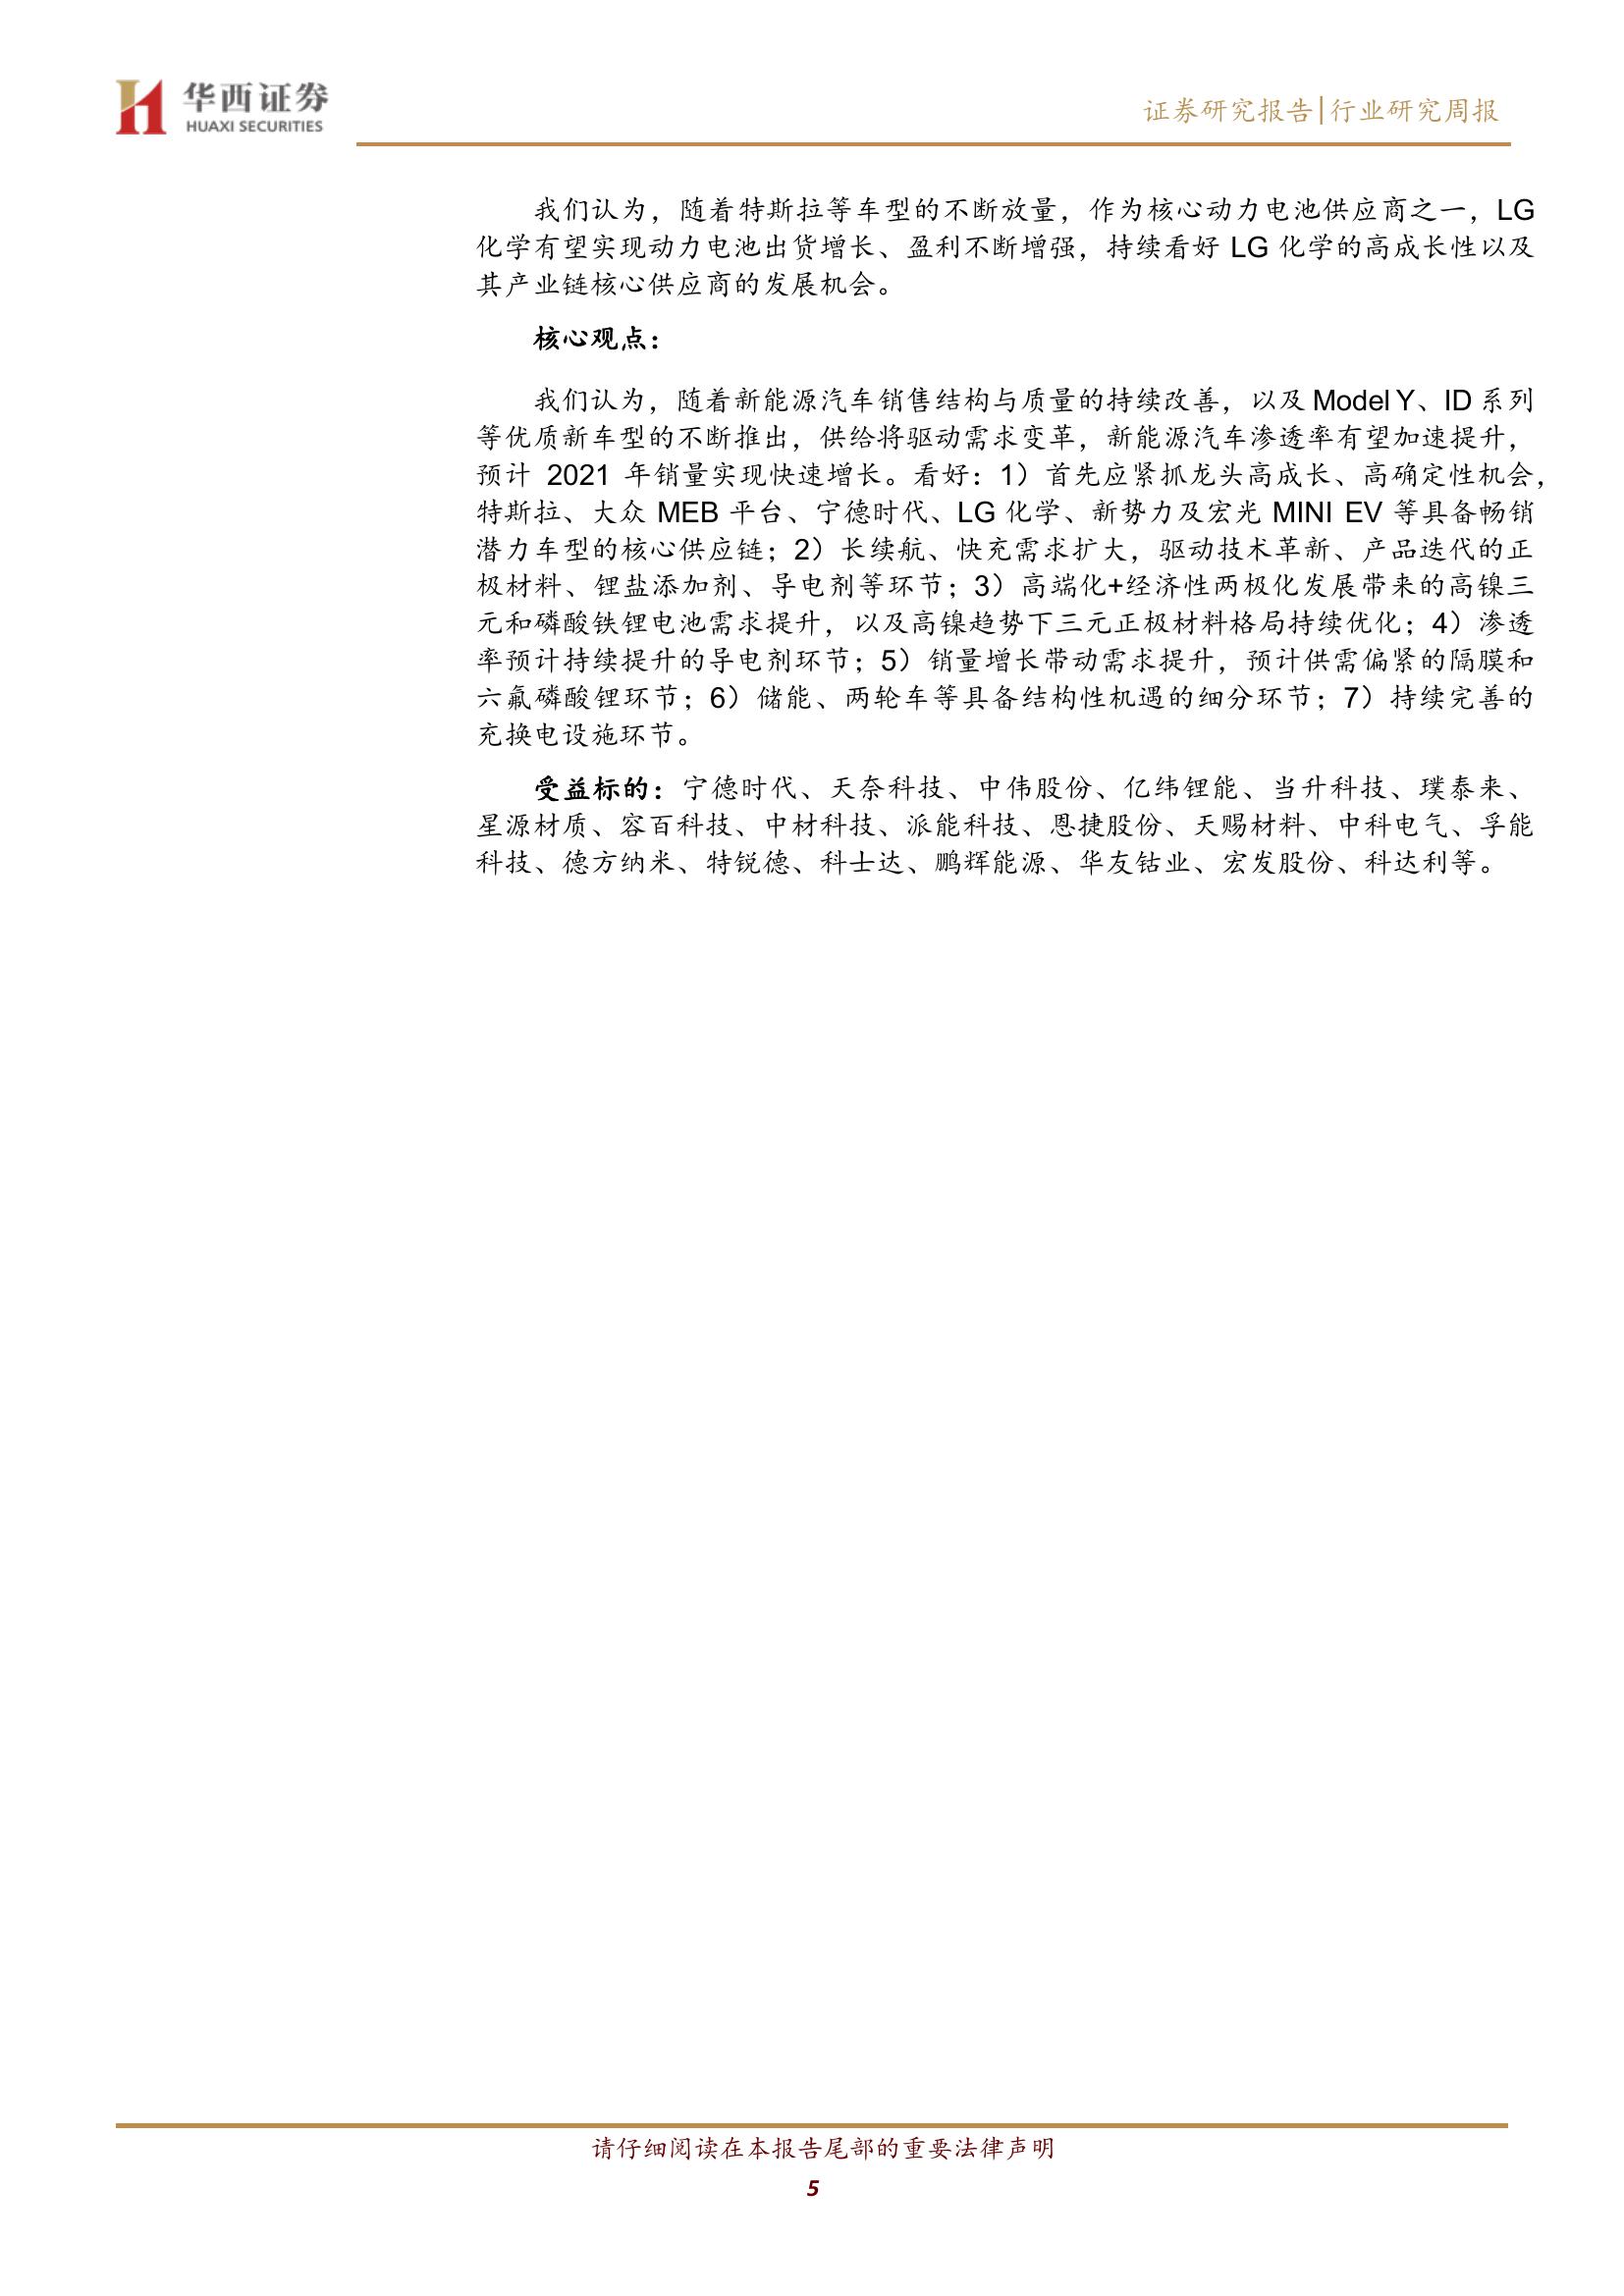 华西证券
HUAXI SECURITIES
证券研究报告|行业研究周报
我们认为，随着特斯拉等车型的不断放量，作为核心动力电池供应商之一，LG
化学有望实现动力电池出货增长、盈利不断增强，持续看好 LG 化学的高成长性以及
其产业链核心供应商的发展机会。
核心观点：
我们认为，随着新能源汽车销售结构与质量的持续改善，以及 Model Y、ID 系列
等优质新车型的不断推出，供给将驱动需求变革，新能源汽车渗透率有望加速提升，
预计 2021 年销量实现快速增长。看好：1）首先应紧抓龙头高成长、高确定性机会，
特斯拉、大众 MEB 平台、宁德时代、LG 化学、新势力及宏光 MINI EV 等具备畅销
潜力车型的核心供应链；2）长续航、快充需求扩大，驱动技术革新、产品迭代的正
极材料、锂盐添加剂、导电剂等环节；3）高端化+经济性两极化发展带来的高镍三
元和磷酸铁锂电池需求提升，以及高镍趋势下三元正极材料格局持续优化；4）渗透
率预计持续提升的导电剂环节；5）销量增长带动需求提升，预计供需偏紧的隔膜和
六氟磷酸锂环节；6）储能、两轮车等具备结构性机遇的细分环节；7）持续完善的
充换电设施环节。
受益标的：宁德时代、天奈科技、中伟股份、亿纬锂能、当升科技、璞泰来、
星源材质、容百科技、中材科技、派能科技、恩捷股份、天赐材料、中科电气、孚能
科技、德方纳米、特锐德、科士达、鹏辉能源、华友钴业、宏发股份、科达利等。
请仔细阅读在本报告尾部的重要法律声明
5